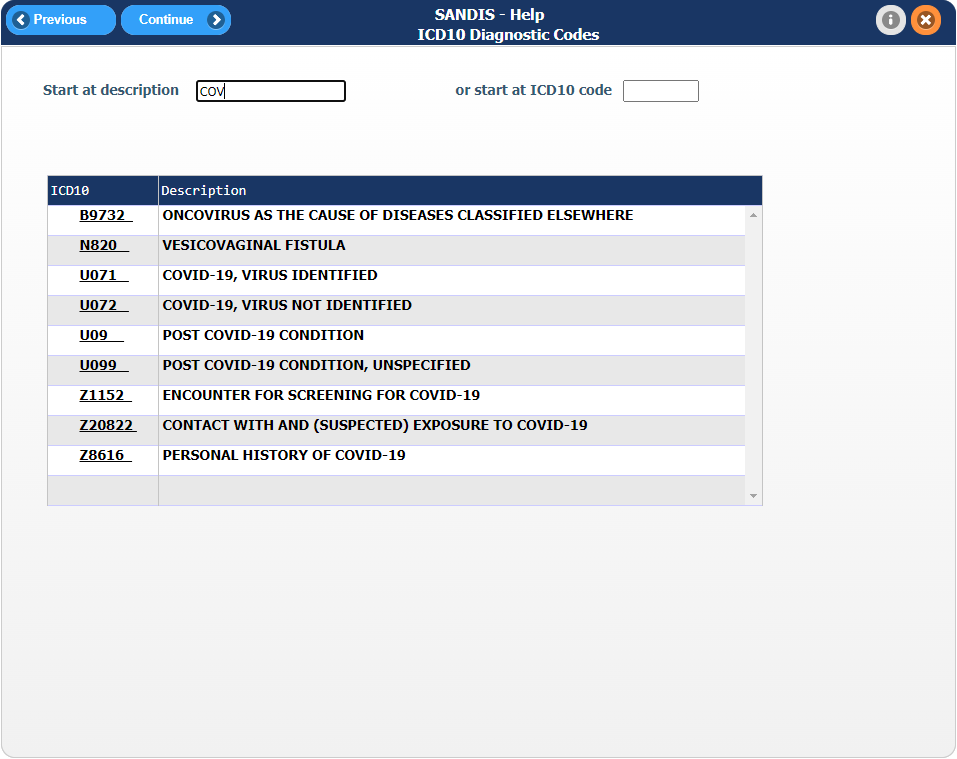 Previous Continue SANDIS - Help
ICD10 Diagnostic Codes
Start at description COV or start at ICD10 code
ICD10 Description
B9732 ONCOVIRUS AS THE CAUSE OF DISEASES CLASSIFIED ELSEWHERE
N820 VESICOVAGINAL FISTULA
U071 COVID-19, VIRUS IDENTIFIED
U072 COVID-19, VIRUS NOT IDENTIFIED
U09 POST COVID-19 CONDITION
U099 POST COVID-19 CONDITION, UNSPECIFIED
Z1152 ENCOUNTER FOR SCREENING FOR COVID-19
Z20822 CONTACT WITH AND (SUSPECTED) EXPOSURE TO COVID-19
Z8616 PERSONAL HISTORY OF COVID-19